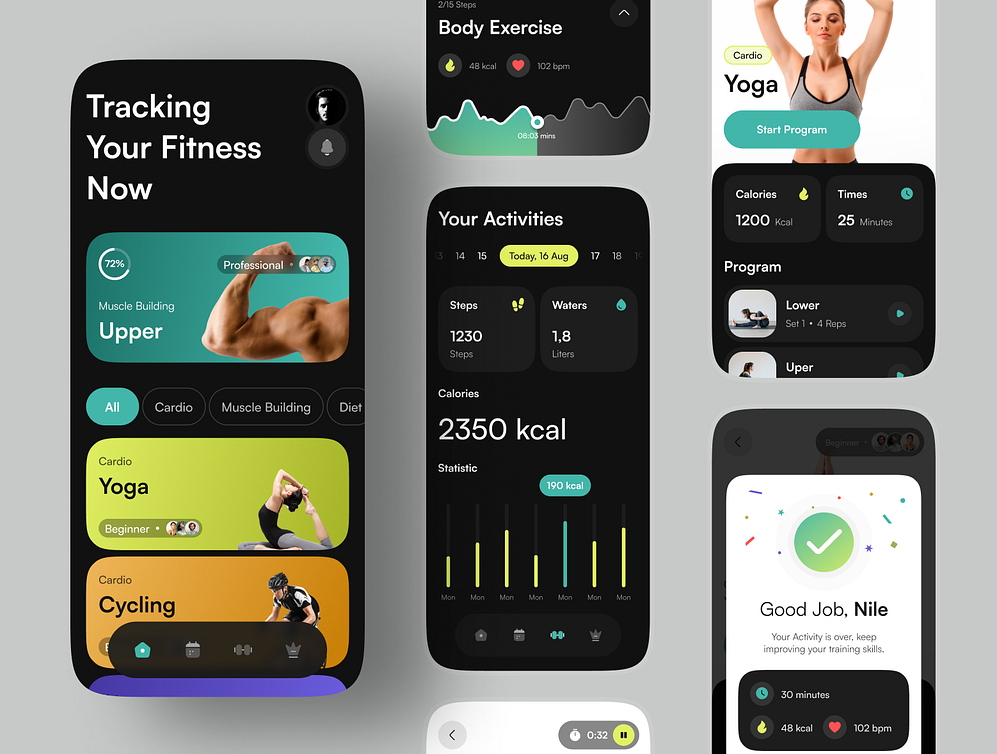 Tracking
Your Fitness
Now
72%
Professional •
Muscle Building
Upper
All
Cardio
Muscle Building
Diet
Cardio
Yoga
Beginner •
Cardio
Cycling
2/15 Steps
Body Exercise
48 kcal
102 bpm
08:03 mins
Your Activities
14
15
Today, 16 Aug
17
18
Steps
1230
Steps
Waters
1,8
Liters
Calories
2350 kcal
Statistic
190 kcal
Mon Mon Mon Mon Mon Mon Mon
0:32
Cardio
Yoga
Start Program
Calories
1200 Kcal
Times
25 Minutes
Program
Lower
Set 1 • 4 Reps
Uper
Beginner •
Good Job, Nile
Your Activity is over, keep
improving your training skills.
30 minutes
48 kcal
102 bpm